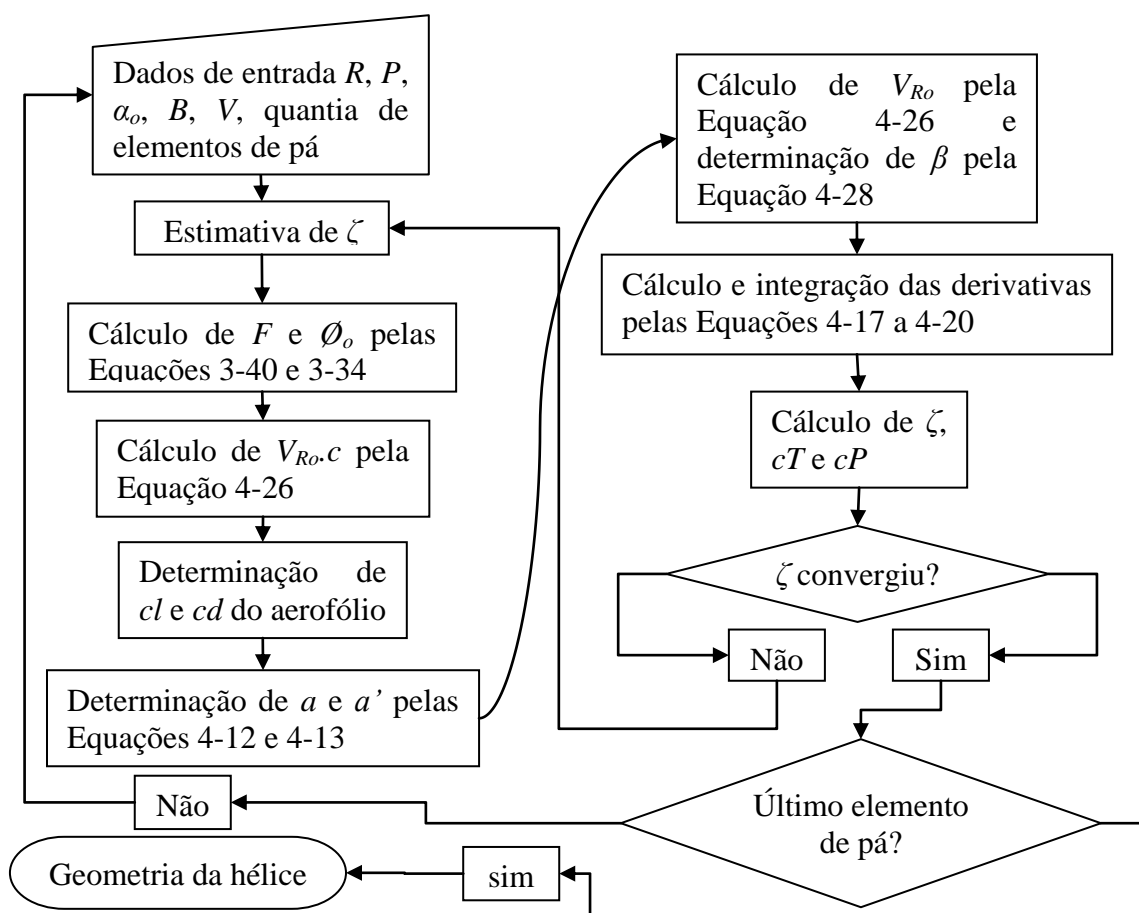 Dados de entrada R, P,
αo, B, V, quantia de
elementos de pá
Estimativa de ζ
Cálculo de F e Øo pelas
Equações 3-40 e 3-34
Cálculo de VRo.c pela
Equação 4-26
Determinação de
cl e cd do aerofólio
Determinação de a e a’ pelas
Equações 4-12 e 4-13
Cálculo de VRo pela
Equação 4-26 e
determinação de β pela
Equação 4-28
Cálculo e integração das derivativas
pelas Equações 4-17 a 4-20
Cálculo de ζ,
cT e cP
ζ convergiu?
Não
Sim
Último elemento
de pá?
Não
sim
Geometria da hélice